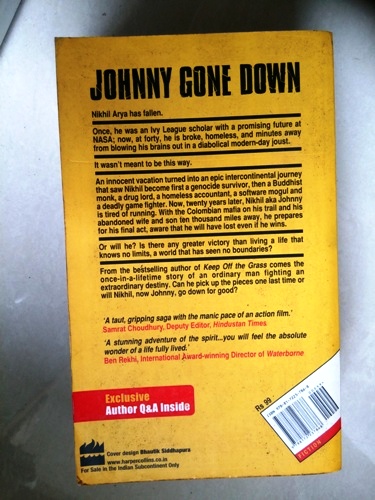 JOHNNY GONE DOWN
Nikhil Arya has fallen.
Once, he was an Ivy League scholar with a promising future at
NASA; now, at forty, he is broke, homeless, and minutes away
from blowing his brains out in a diabolical modern-day joust.
It wasn't meant to be this way.
An innocent vacation turned into an epic intercontinental journey
that saw Nikhil become first a genocide survivor, then a Buddhist
monk, a drug lord, a homeless accountant, a software mogul and
a deadly game fighter. Now, twenty years later, Nikhil aka Johnny
is tired of running. With the Colombian mafia on his trail and his
abandoned wife and son ten thousand miles away, he prepares
for his final act, aware that he will have lost even if he wins.
Or will he? Is there any greater victory than living a life that
knows no limits, a world that has seen no boundaries?
From the bestselling author of Keep Off the Grass comes the
once-in-a-lifetime story of an ordinary man fighting an
extraordinary destiny. Can he pick up the pieces one last time or
will Nikhil, now Johnny, go down for good?
'A taut, gripping saga with the manic pace of an action film.'
Samrat Choudhury, Deputy Editor, Hindustan Times
'A stunning adventure of the spirit...you will feel the absolute
wonder of a life fully lived.'
Ben Rekhi, International Award-winning Director of Waterborne
Exclusive
Author Q&A Inside
Rs 99
FICTION
Cover design Bhavik Siddhapura
www.harpercollins.co.in
For Sale in the Indian Subcontinent Only